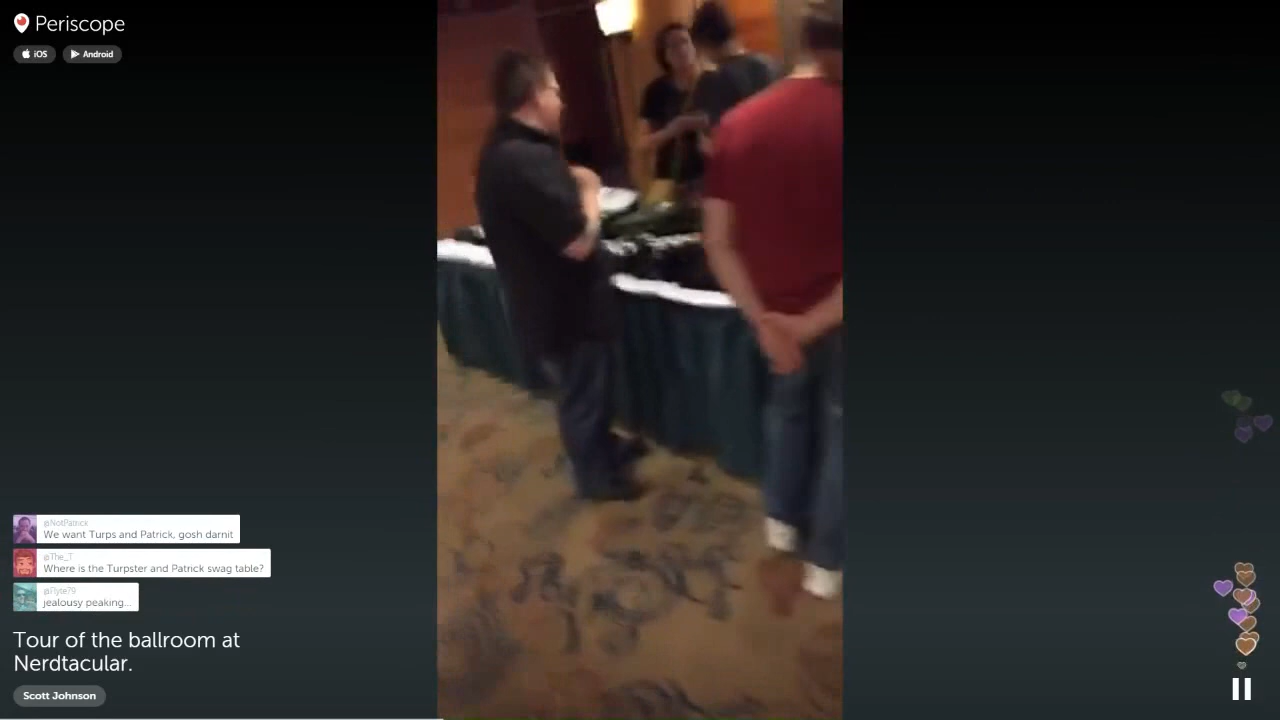 Periscope
iOS
Android
@NotPatrick
We want Turps and Patrick, gosh darnit
@The_T
Where is the Turpster and Patrick swag table?
@Flyte79
jealousy peaking...
Tour of the ballroom at
Nerdtacular.
Scott Johnson